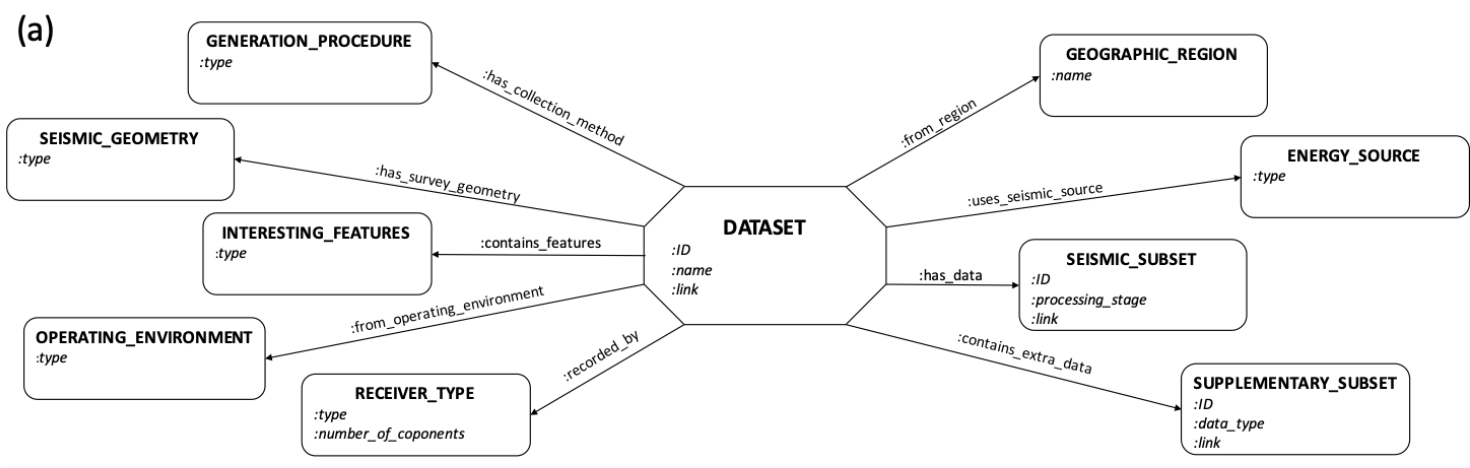 (a)
GENERATION_PROCEDURE
:type
:has_collection_method
GEOGRAPHIC_REGION
:name
:from_region
SEISMIC_GEOMETRY
:type
:has_survey_geometry
ENERGY_SOURCE
:type
:uses_seismic_source
INTERESTING_FEATURES
:type
:contains_features
DATASET
:ID
:name
:link
:has_data
SEISMIC_SUBSET
:ID
:processing_stage
:link
OPERATING_ENVIRONMENT
:type
:from_operating_environment
RECEIVER_TYPE
:type
:number_of_coponents
:recorded_by
:contains_extra_data
SUPPLEMENTARY_SUBSET
:ID
:data_type
:link